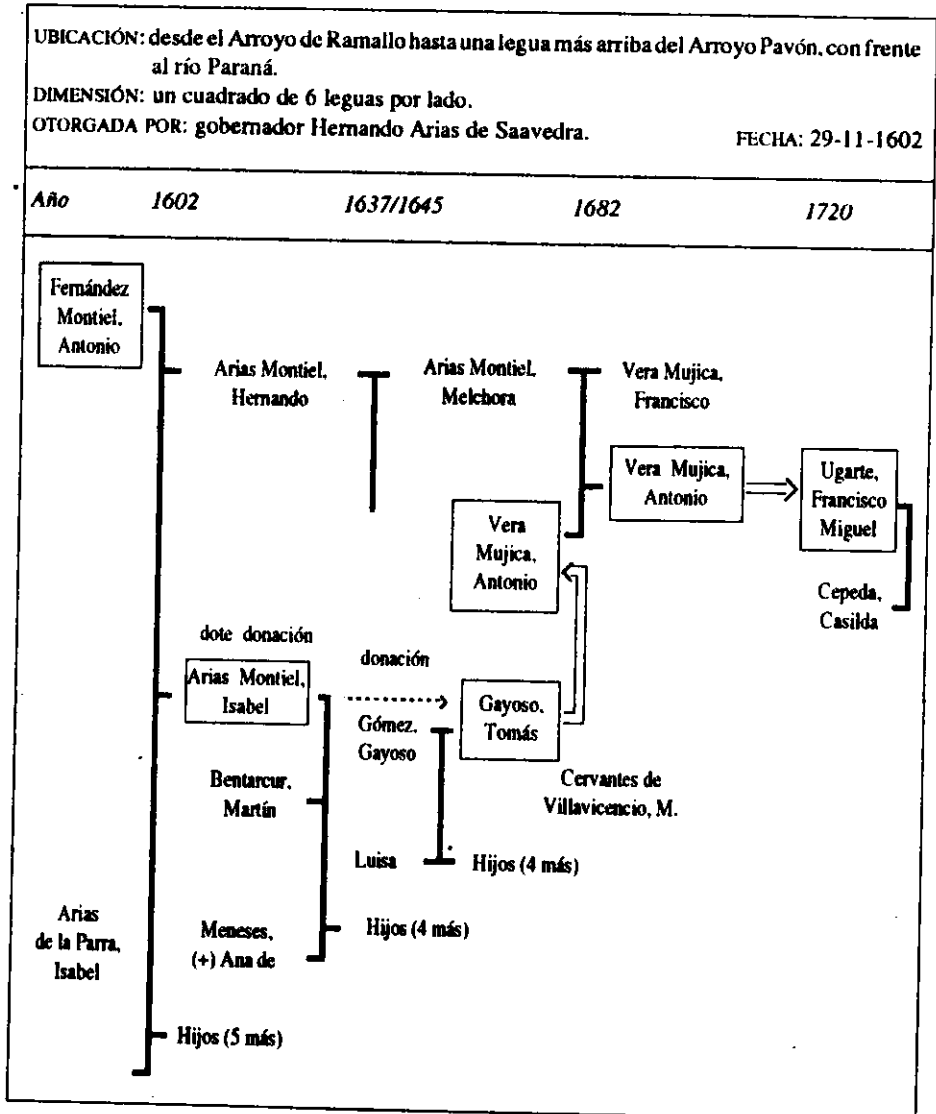 UBICACIÓN: desde el Arroyo de Ramallo hasta una legua más arriba del Arroyo Pavón, con frente
al río Paraná.
DIMENSIÓN: un cuadrado de 6 leguas por lado.
OTORGADA POR: gobernador Hernando Arias de Saavedra. FECHA: 29-11-1602
Año 1602 1637/1645 1682 1720
Fernández
Montiel,
Antonio
Arias Montiel,
Hernando
Arias Montiel,
Melchora
Vera Mujica,
Francisco
Vera Mujica,
Antonio
Ugarte,
Francisco
Miguel
Vera
Mujica,
Antonio
Cepeda,
Casilda
dote donación
Arias Montiel,
Isabel
donación
Gómez,
Gayoso
Gayoso,
Tomás
Bentarcur,
Martín
Cervantes de
Villavicencio, M.
Luisa
Hijos (4 más)
Arias
de la Parra,
Isabel
Meneses,
(+) Ana de
Hijos (4 más)
Hijos (5 más)